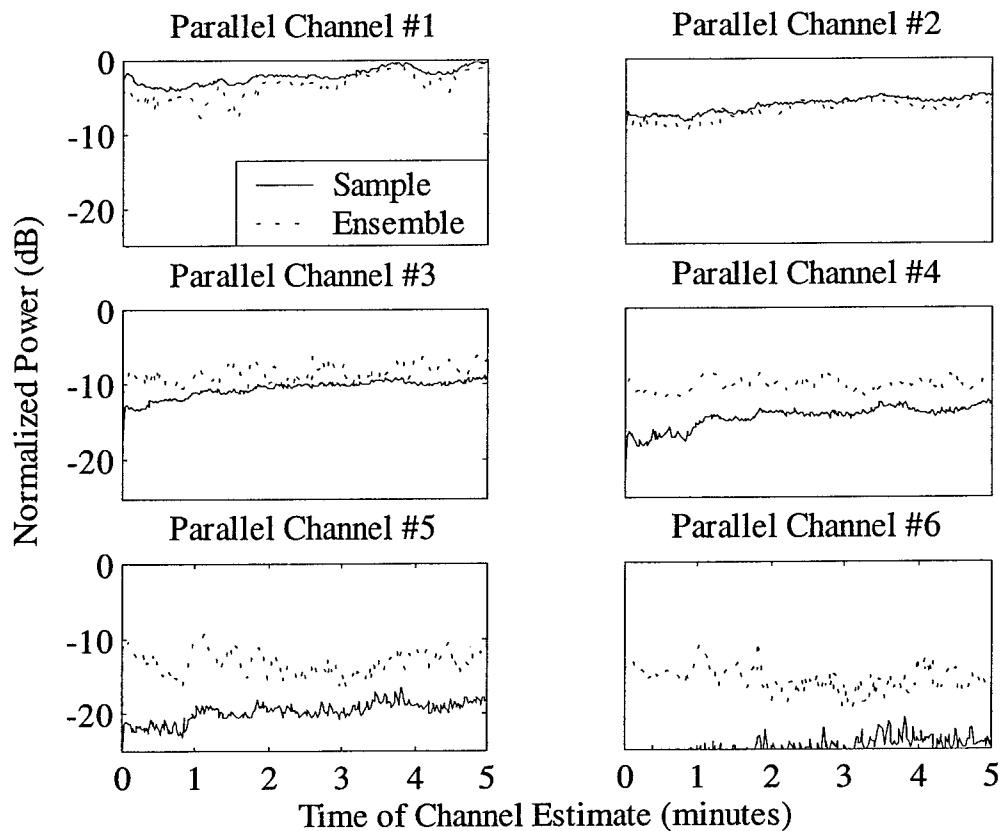 Parallel Channel #1
Parallel Channel #2
0
-10
-20
Sample
Ensemble
Parallel Channel #3
Parallel Channel #4
0
-10
-20
Normalized Power (dB)
Parallel Channel #5
Parallel Channel #6
0
-10
-20
0 1 2 3 4 5
0 1 2 3 4 5
Time of Channel Estimate (minutes)